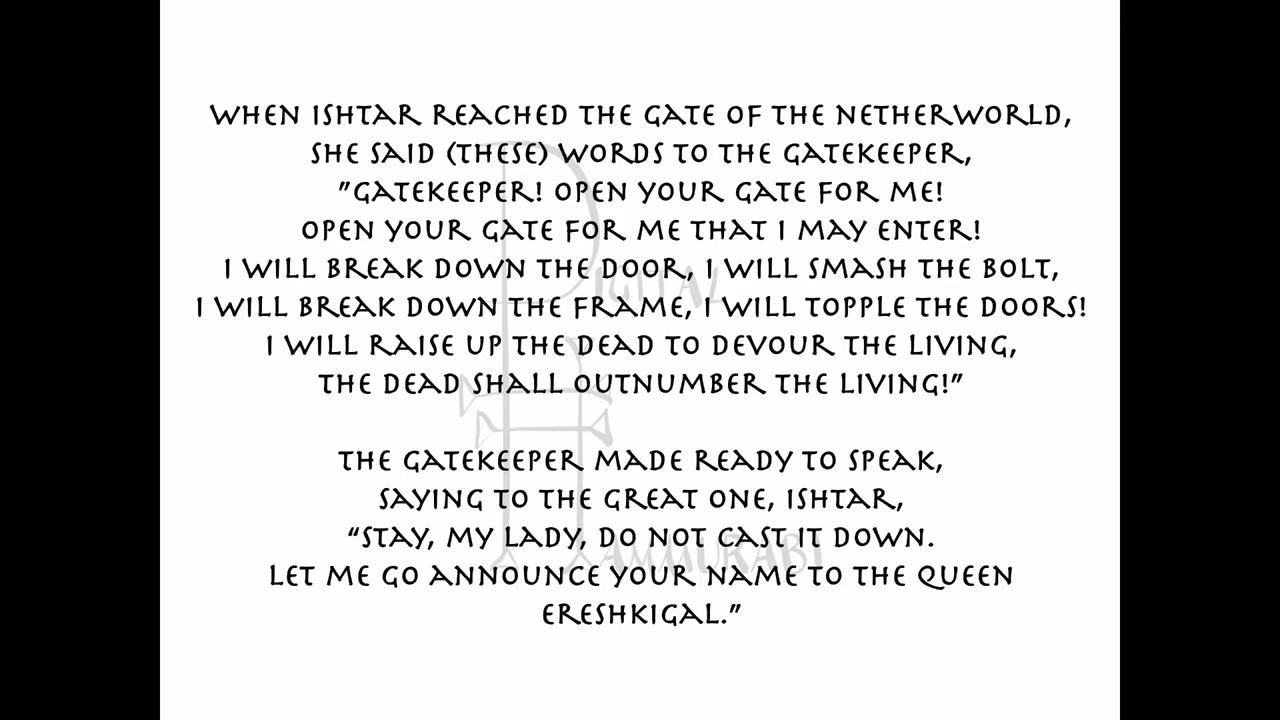 WHEN ISHTAR REACHED THE GATE OF THE NETHERWORLD,
SHE SAID (THESE) WORDS TO THE GATEKEEPER,
"GATEKEEPER! OPEN YOUR GATE FOR ME!
OPEN YOUR GATE FOR ME THAT I MAY ENTER!
I WILL BREAK DOWN THE DOOR, I WILL SMASH THE BOLT,
I WILL BREAK DOWN THE FRAME, I WILL TOPPLE THE DOORS!
I WILL RAISE UP THE DEAD TO DEVOUR THE LIVING,
THE DEAD SHALL OUTNUMBER THE LIVING!"
THE GATEKEEPER MADE READY TO SPEAK,
SAYING TO THE GREAT ONE, ISHTAR,
“STAY, MY LADY, DO NOT CAST IT DOWN.
LET ME GO ANNOUNCE YOUR NAME TO THE QUEEN
ERESHKIGAL.”
DIGITAL
HAMMURABI